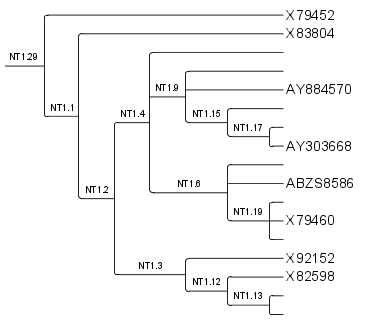 X79452
X83804
NT1.29
NT1.9
AY884570
NT1.1
NT1.4
NT1.15
NT1.17
AY303668
NT1.6
ABZS8586
NT1.2
NT1.19
X79460
X92152
NT1.3
X82598
NT1.12
NT1.13